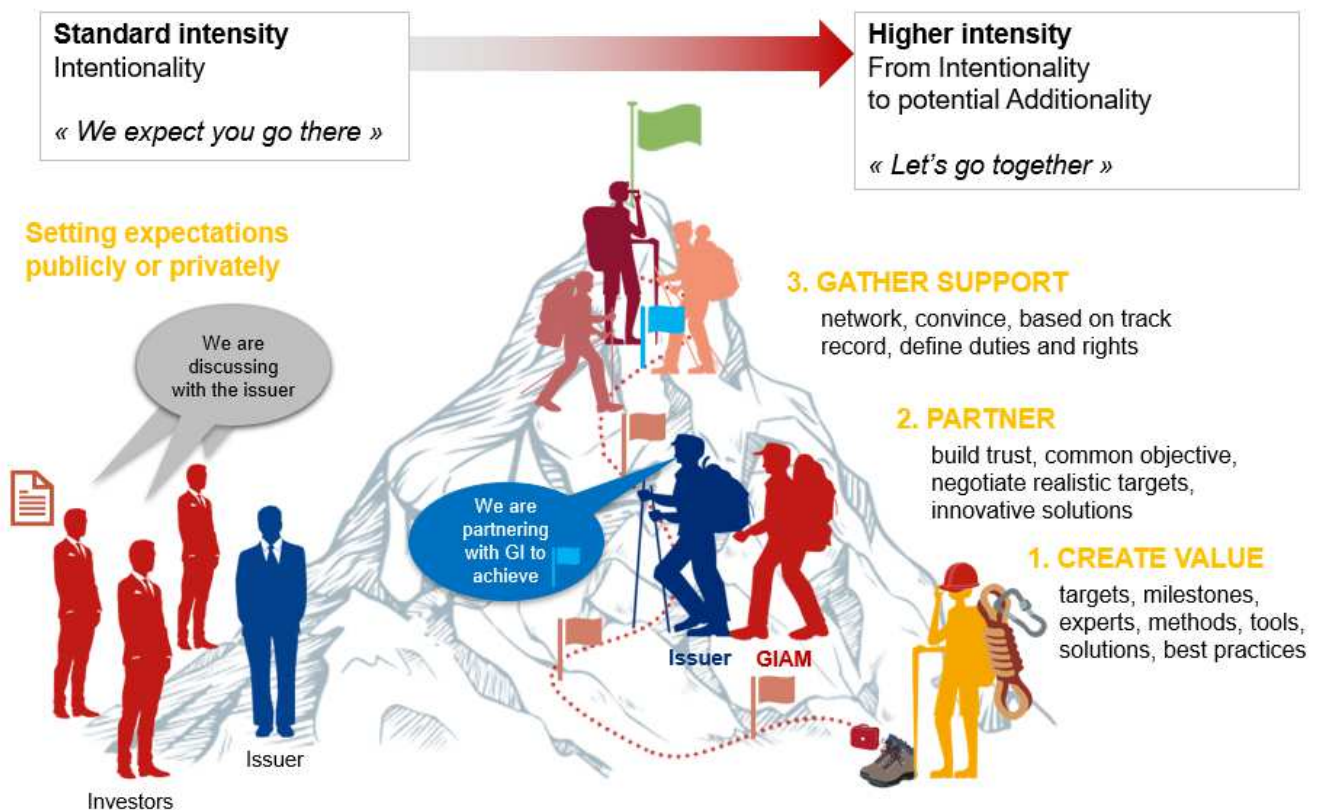 Standard intensity
Intentionality
« We expect you go there »
Higher intensity
From Intentionality
to potential Additionality
« Let's go together »
Setting expectations
publicly or privately
We are
discussing
with the issuer
Investors
Issuer
3. GATHER SUPPORT
network, convince, based on track
record, define duties and rights
2. PARTNER
build trust, common objective,
negotiate realistic targets,
innovative solutions
We are
partnering
with GI to
achieve
Issuer
GIAM
1. CREATE VALUE
targets, milestones,
experts, methods, tools,
solutions, best practices